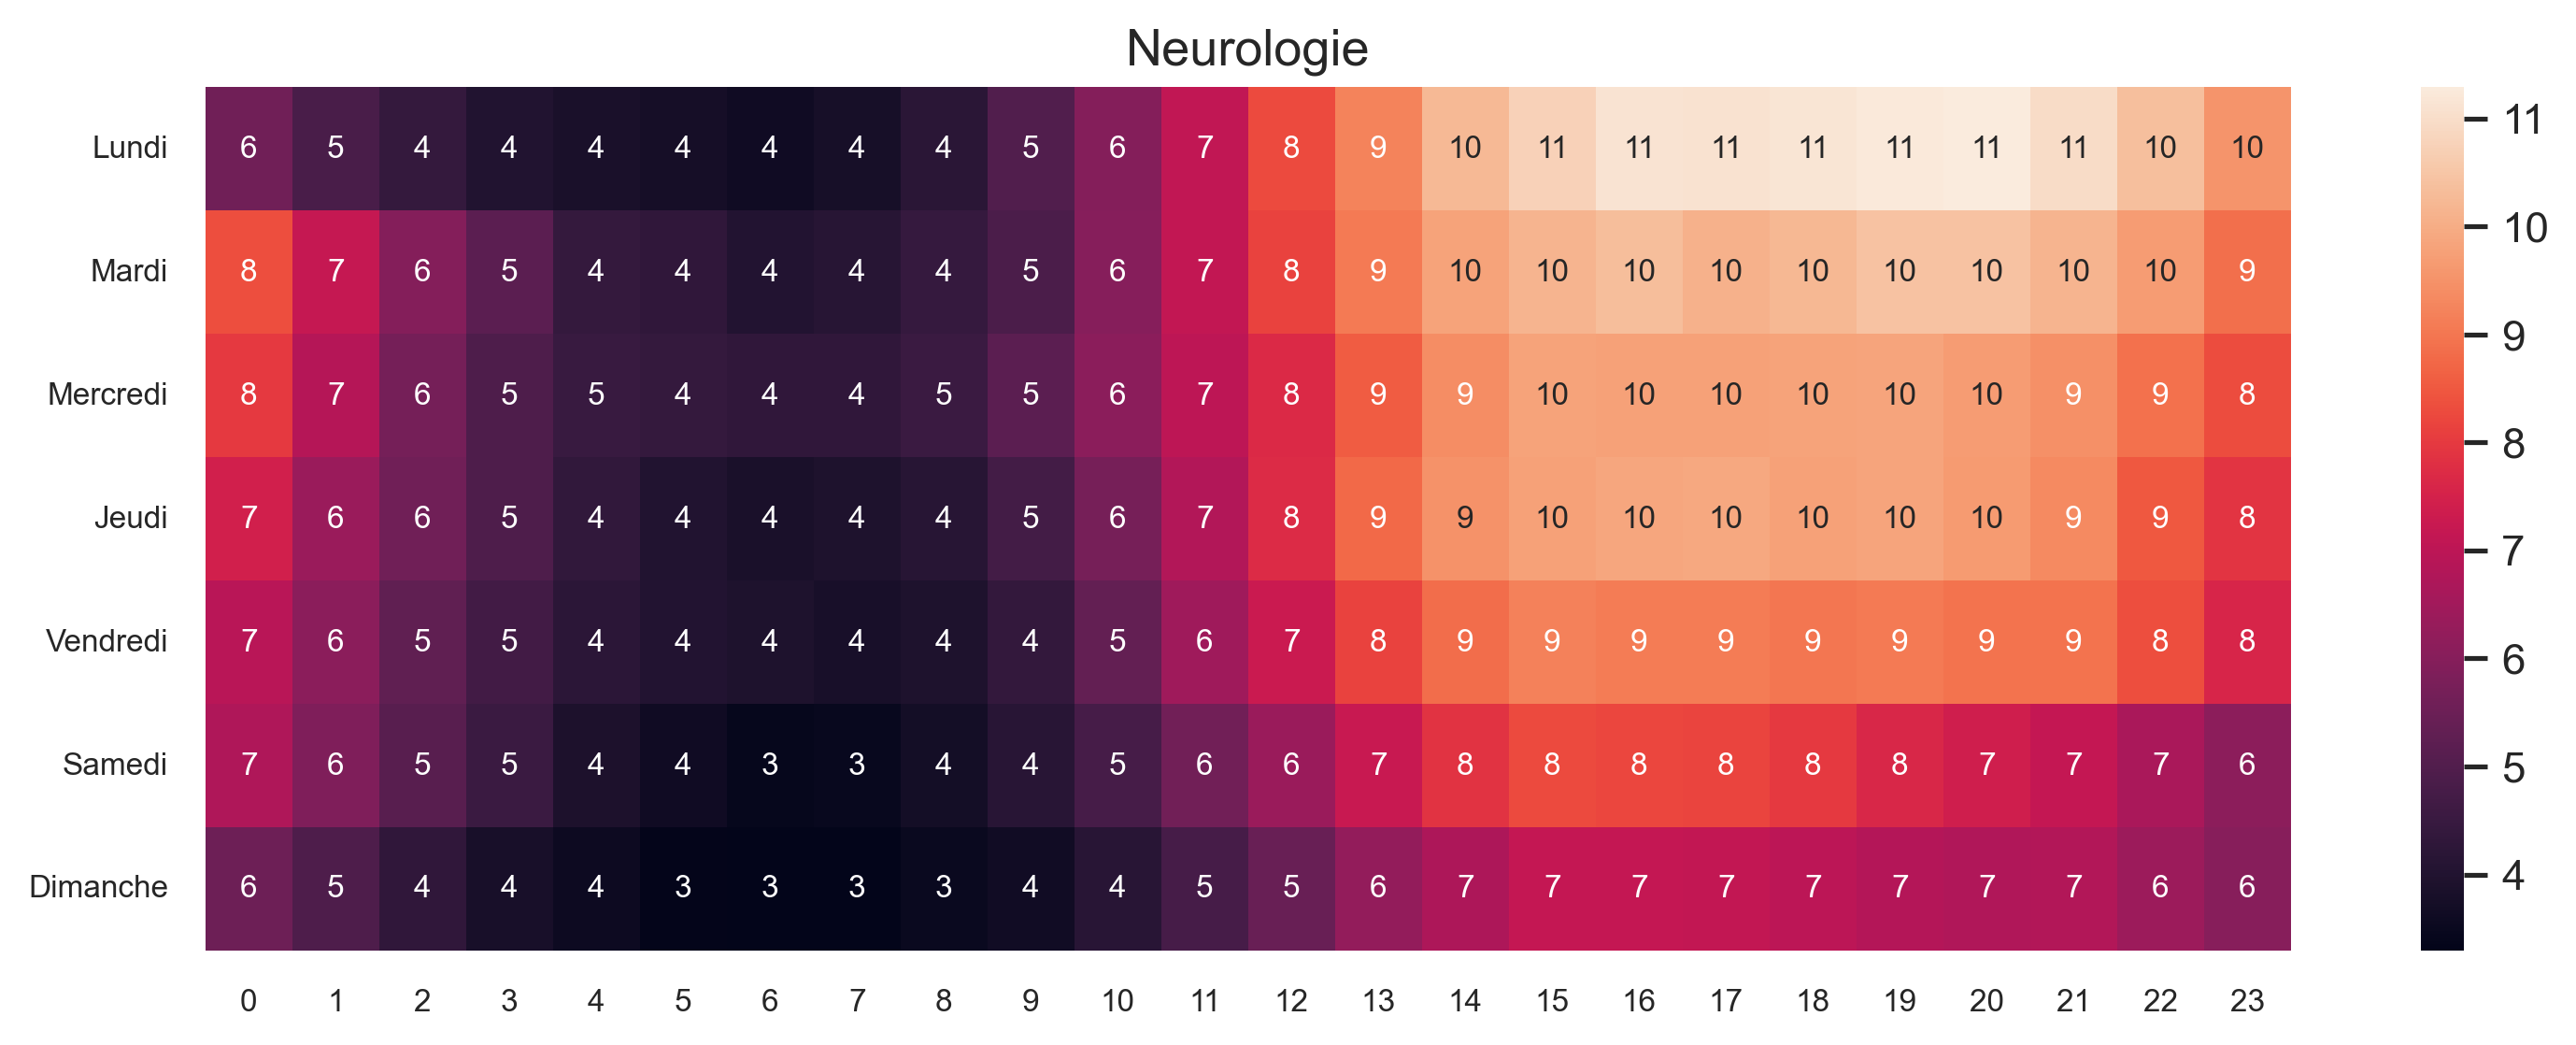 Neurologie
Lundi 6 5 4 4 4 4 4 4 4 5 6 7 8 9 10 11 11 11 11 11 11 11 10 10
Mardi 8 7 6 5 4 4 4 4 4 5 6 7 8 9 10 10 10 10 10 10 10 10 10 9
Mercredi 8 7 6 5 5 4 4 4 5 5 6 7 8 9 9 10 10 10 10 10 10 9 9 8
Jeudi 7 6 6 5 4 4 4 4 4 5 6 7 8 9 9 10 10 10 10 10 10 9 9 8
Vendredi 7 6 5 5 4 4 4 4 4 4 5 6 7 8 9 9 9 9 9 9 9 9 8 8
Samedi 7 6 5 5 4 4 3 3 4 4 5 6 6 7 8 8 8 8 8 8 7 7 7 6
Dimanche 6 5 4 4 4 3 3 3 3 4 4 5 5 6 7 7 7 7 7 7 7 7 6 6
0 1 2 3 4 5 6 7 8 9 10 11 12 13 14 15 16 17 18 19 20 21 22 23
11
10
9
8
7
6
5
4